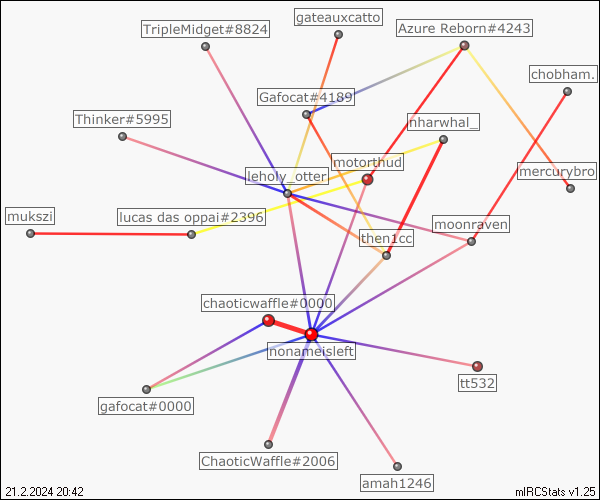 gateauxcatto
TripleMidget#8824
Azure Reborn#4243
chobham.
Gafocat#4189
Thinker#5995
nharwhal_
motorthud
leholy_otter
mercurybro
mukszi
lucas das oppai#2396
moonraven
then1cc
chaoticwaffle#0000
nonameisleft
tt532
gafocat#0000
ChaoticWaffle#2006
amah1246
21.2.2024 20:42
mIRCStats v1.25